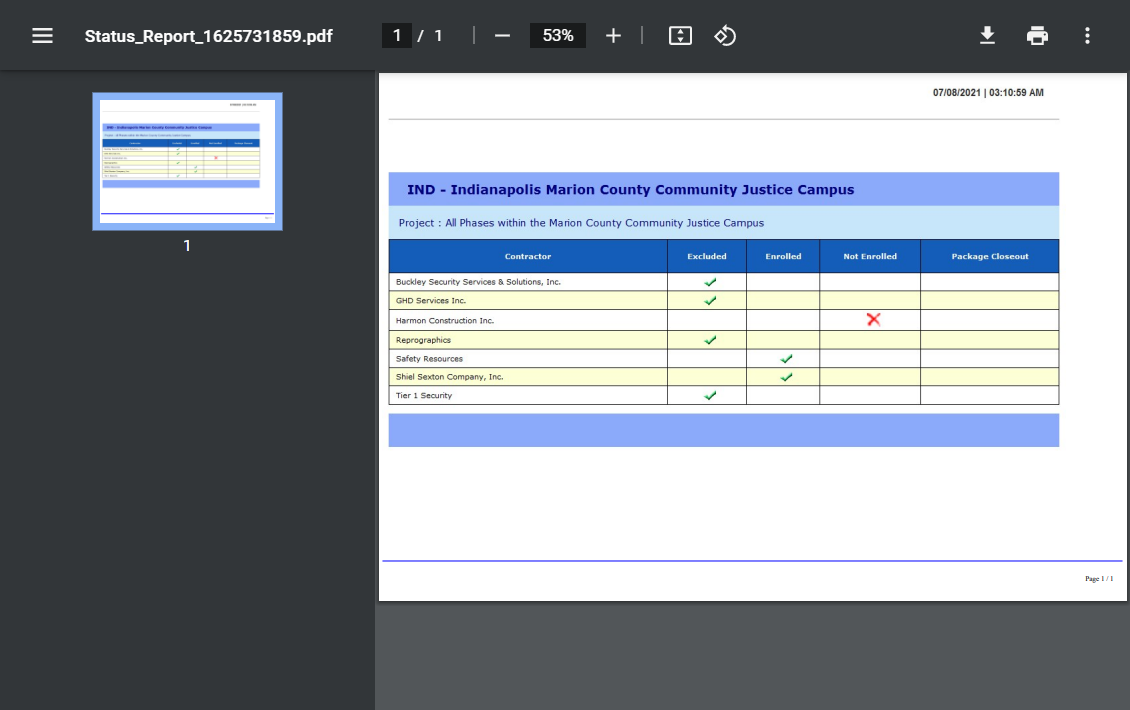 Status_Report_1625731859.pdf
1 / 1
53%
07/08/2021 | 03:10:59 AM
IND - Indianapolis Marion County Community Justice Campus
Project : All Phases within the Marion County Community Justice Campus
Contractor Excluded Enrolled Not Enrolled Package Closeout
Buckley Security Services & Solutions, Inc.
GHD Services Inc.
Harmon Construction Inc.
Reprographics
Safety Resources
Shiel Sexton Company, Inc.
Tier 1 Security
Page 1 / 1
1